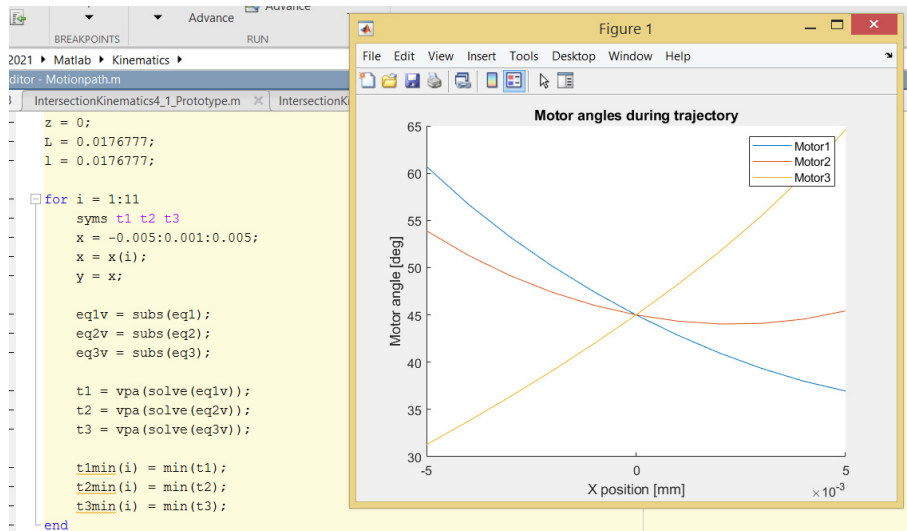 Advance
Advance
BREAKPOINTS
RUN
2021 ▸ Matlab ▸ Kinematics ▸
ditor - Motionpath.m
IntersectionKinematics4_1_Prototype.m
IntersectionKi
z = 0;
L = 0.0176777;
l = 0.0176777;
for i = 1:11
syms t1 t2 t3
x = -0.005:0.001:0.005;
x = x(i);
y = x;
eq1v = subs(eq1);
eq2v = subs(eq2);
eq3v = subs(eq3);
t1 = vpa(solve(eq1v));
t2 = vpa(solve(eq2v));
t3 = vpa(solve(eq3v));
t1min(i) = min(t1);
t2min(i) = min(t2);
t3min(i) = min(t3);
end
Figure 1
File Edit View Insert Tools Desktop Window Help
Motor angles during trajectory
Motor1
Motor2
Motor3
65
60
55
50
45
40
35
30
Motor angle [deg]
-5 0 5
X position [mm]
×10-3